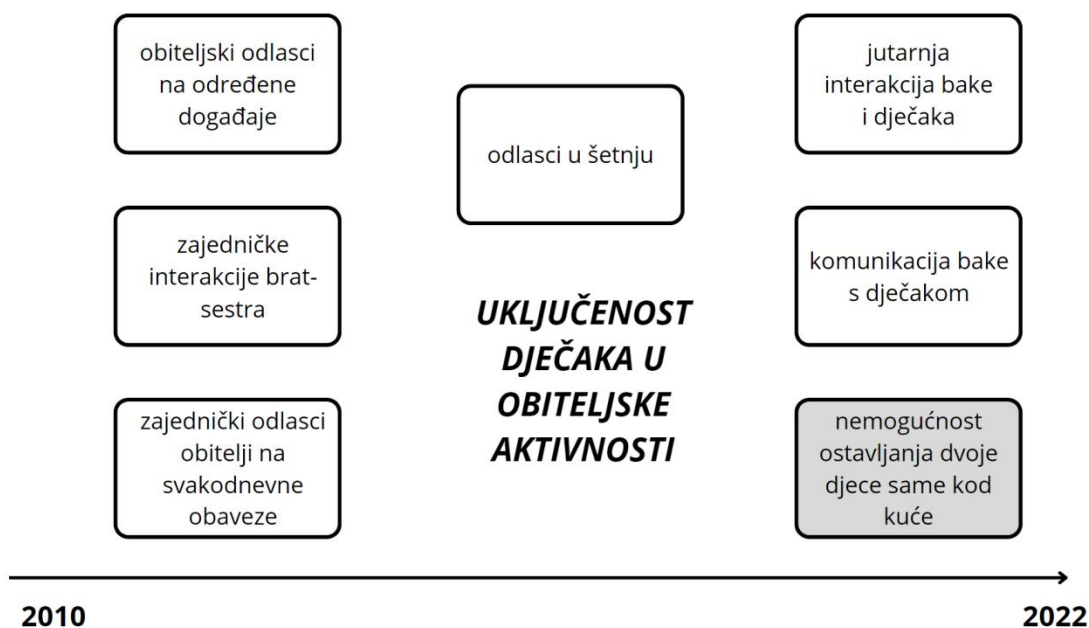 obiteljski odlasci
na određene
događaje
zajedničke
interakcije brat-
sestra
zajednički odlasci
obitelji na
svakodnevne
obaveze
odlasci u šetnju
UKLJUČENOST
DJEČAKA U
OBITELJSKE
AKTIVNOSTI
jutarnja
interakcija bake
i dječaka
komunikacija bake
s dječakom
nemogućnost
ostavljanja dvoje
djece same kod
kuće
2010
2022